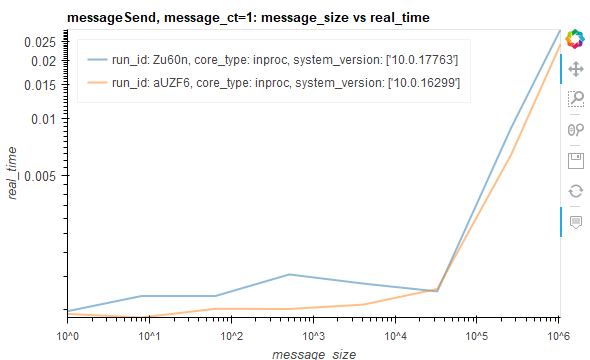 messageSend, message_ct=1: message_size vs real_time
run_id: Zu60n, core_type: inproc, system_version: ['10.0.17763']
run_id: aUZF6, core_type: inproc, system_version: ['10.0.16299']
0.025
0.02
0.015
0.01
0.005
real_time
10^0 10^1 10^2 10^3 10^4 10^5 10^6
message_size